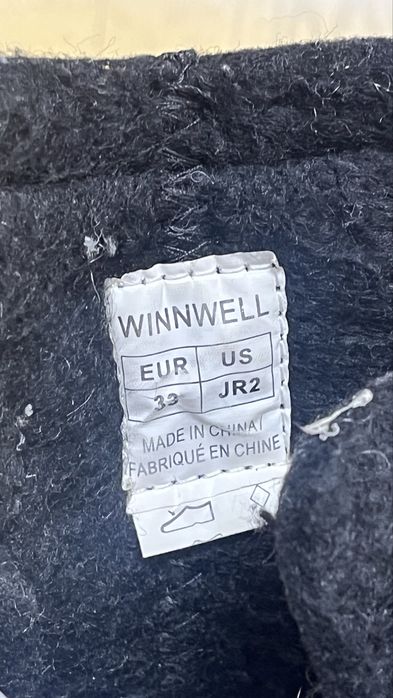 WINNWELL
EUR US
33 JR2
MADE IN CHINA/
FABRIQUÉ EN CHINE